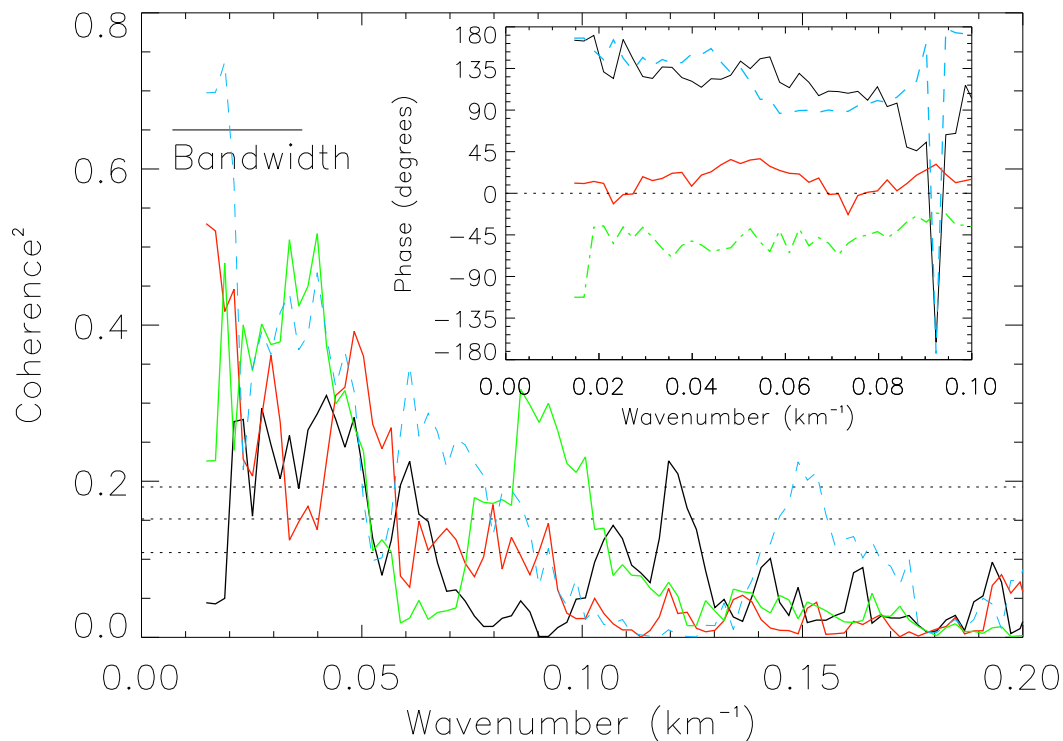 0.8
0.6
0.4
0.2
0.0
Coherence²
Bandwidth
0.00 0.05 0.10 0.15 0.20
Wavenumber (km⁻¹)
180
135
90
45
0
−45
−90
−135
−180
Phase (degrees)
0.00 0.02 0.04 0.06 0.08 0.10
Wavenumber (km⁻¹)